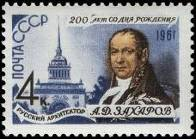 200 ЛЕТ СО ДНЯ РОЖДЕНИЯ
1961
ПОЧТА СССР
4 к
РУССКИЙ АРХИТЕКТОР
А.Д.ЗАХАРОВ